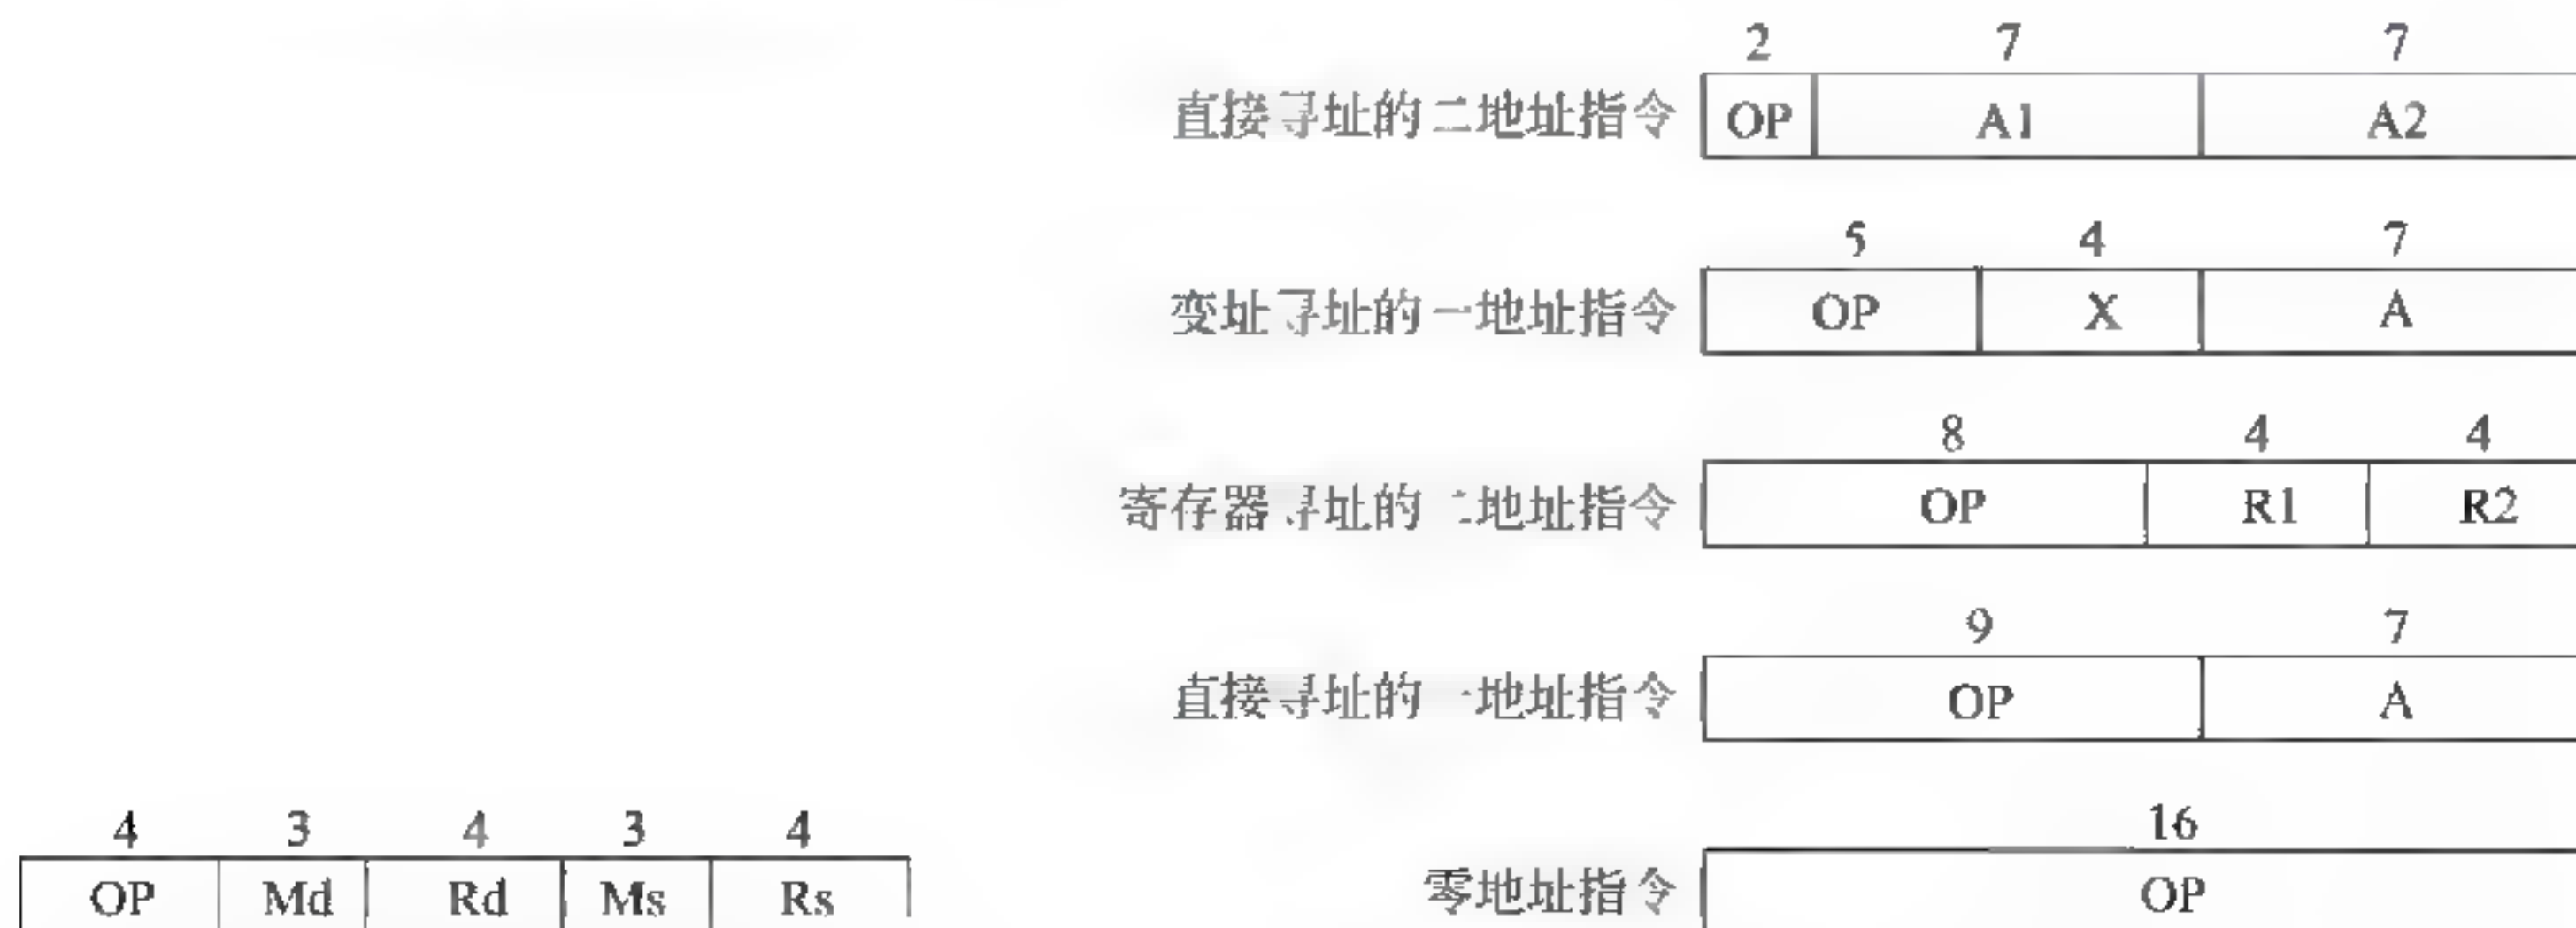 2 7 7
直接寻址的二地址指令 OP A1 A2
5 4 7
变址寻址的一地址指令 OP X A
8 4 4
寄存器寻址的二地址指令 OP R1 R2
9 7
直接寻址的一地址指令 OP A
16
零地址指令 OP
4 3 4 3 4
OP Md Rd Ms Rs